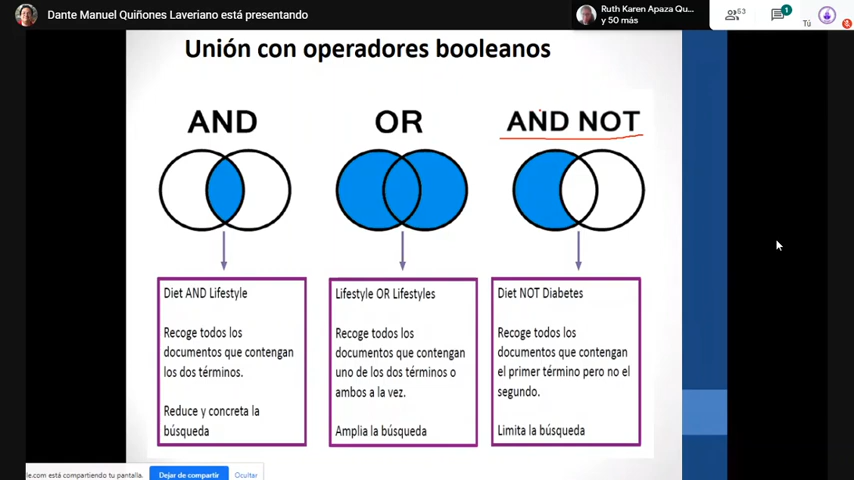 Dante Manuel Quiñones Laveriano está presentando
Ruth Karen Apaza Qu...
y 50 más
63
1
Tú
Unión con operadores booleanos
AND
OR
AND NOT
Diet AND Lifestyle
Recoge todos los
documentos que contengan
los dos términos.
Reduce y concreta la
búsqueda
Lifestyle OR Lifestyles
Recoge todos los
documentos que contengan
uno de los dos términos o
ambos a la vez.
Amplia la búsqueda
Diet NOT Diabetes
Recoge todos los
documentos que contengan
el primer término pero no el
segundo.
Limita la búsqueda
ie.com está compartiendo tu pantalla.
Dejar de compartir
Ocultar